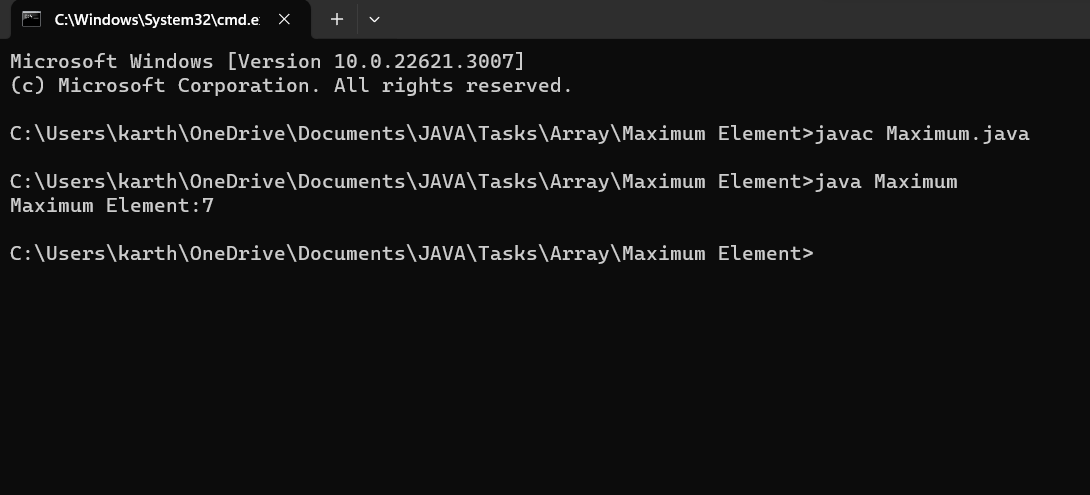 C:\Windows\System32\cmd.e
Microsoft Windows [Version 10.0.22621.3007]
(c) Microsoft Corporation. All rights reserved.
C:\Users\karth\OneDrive\Documents\JAVA\Tasks\Array\Maximum Element>javac Maximum.java
C:\Users\karth\OneDrive\Documents\JAVA\Tasks\Array\Maximum Element>java Maximum
Maximum Element:7
C:\Users\karth\OneDrive\Documents\JAVA\Tasks\Array\Maximum Element>